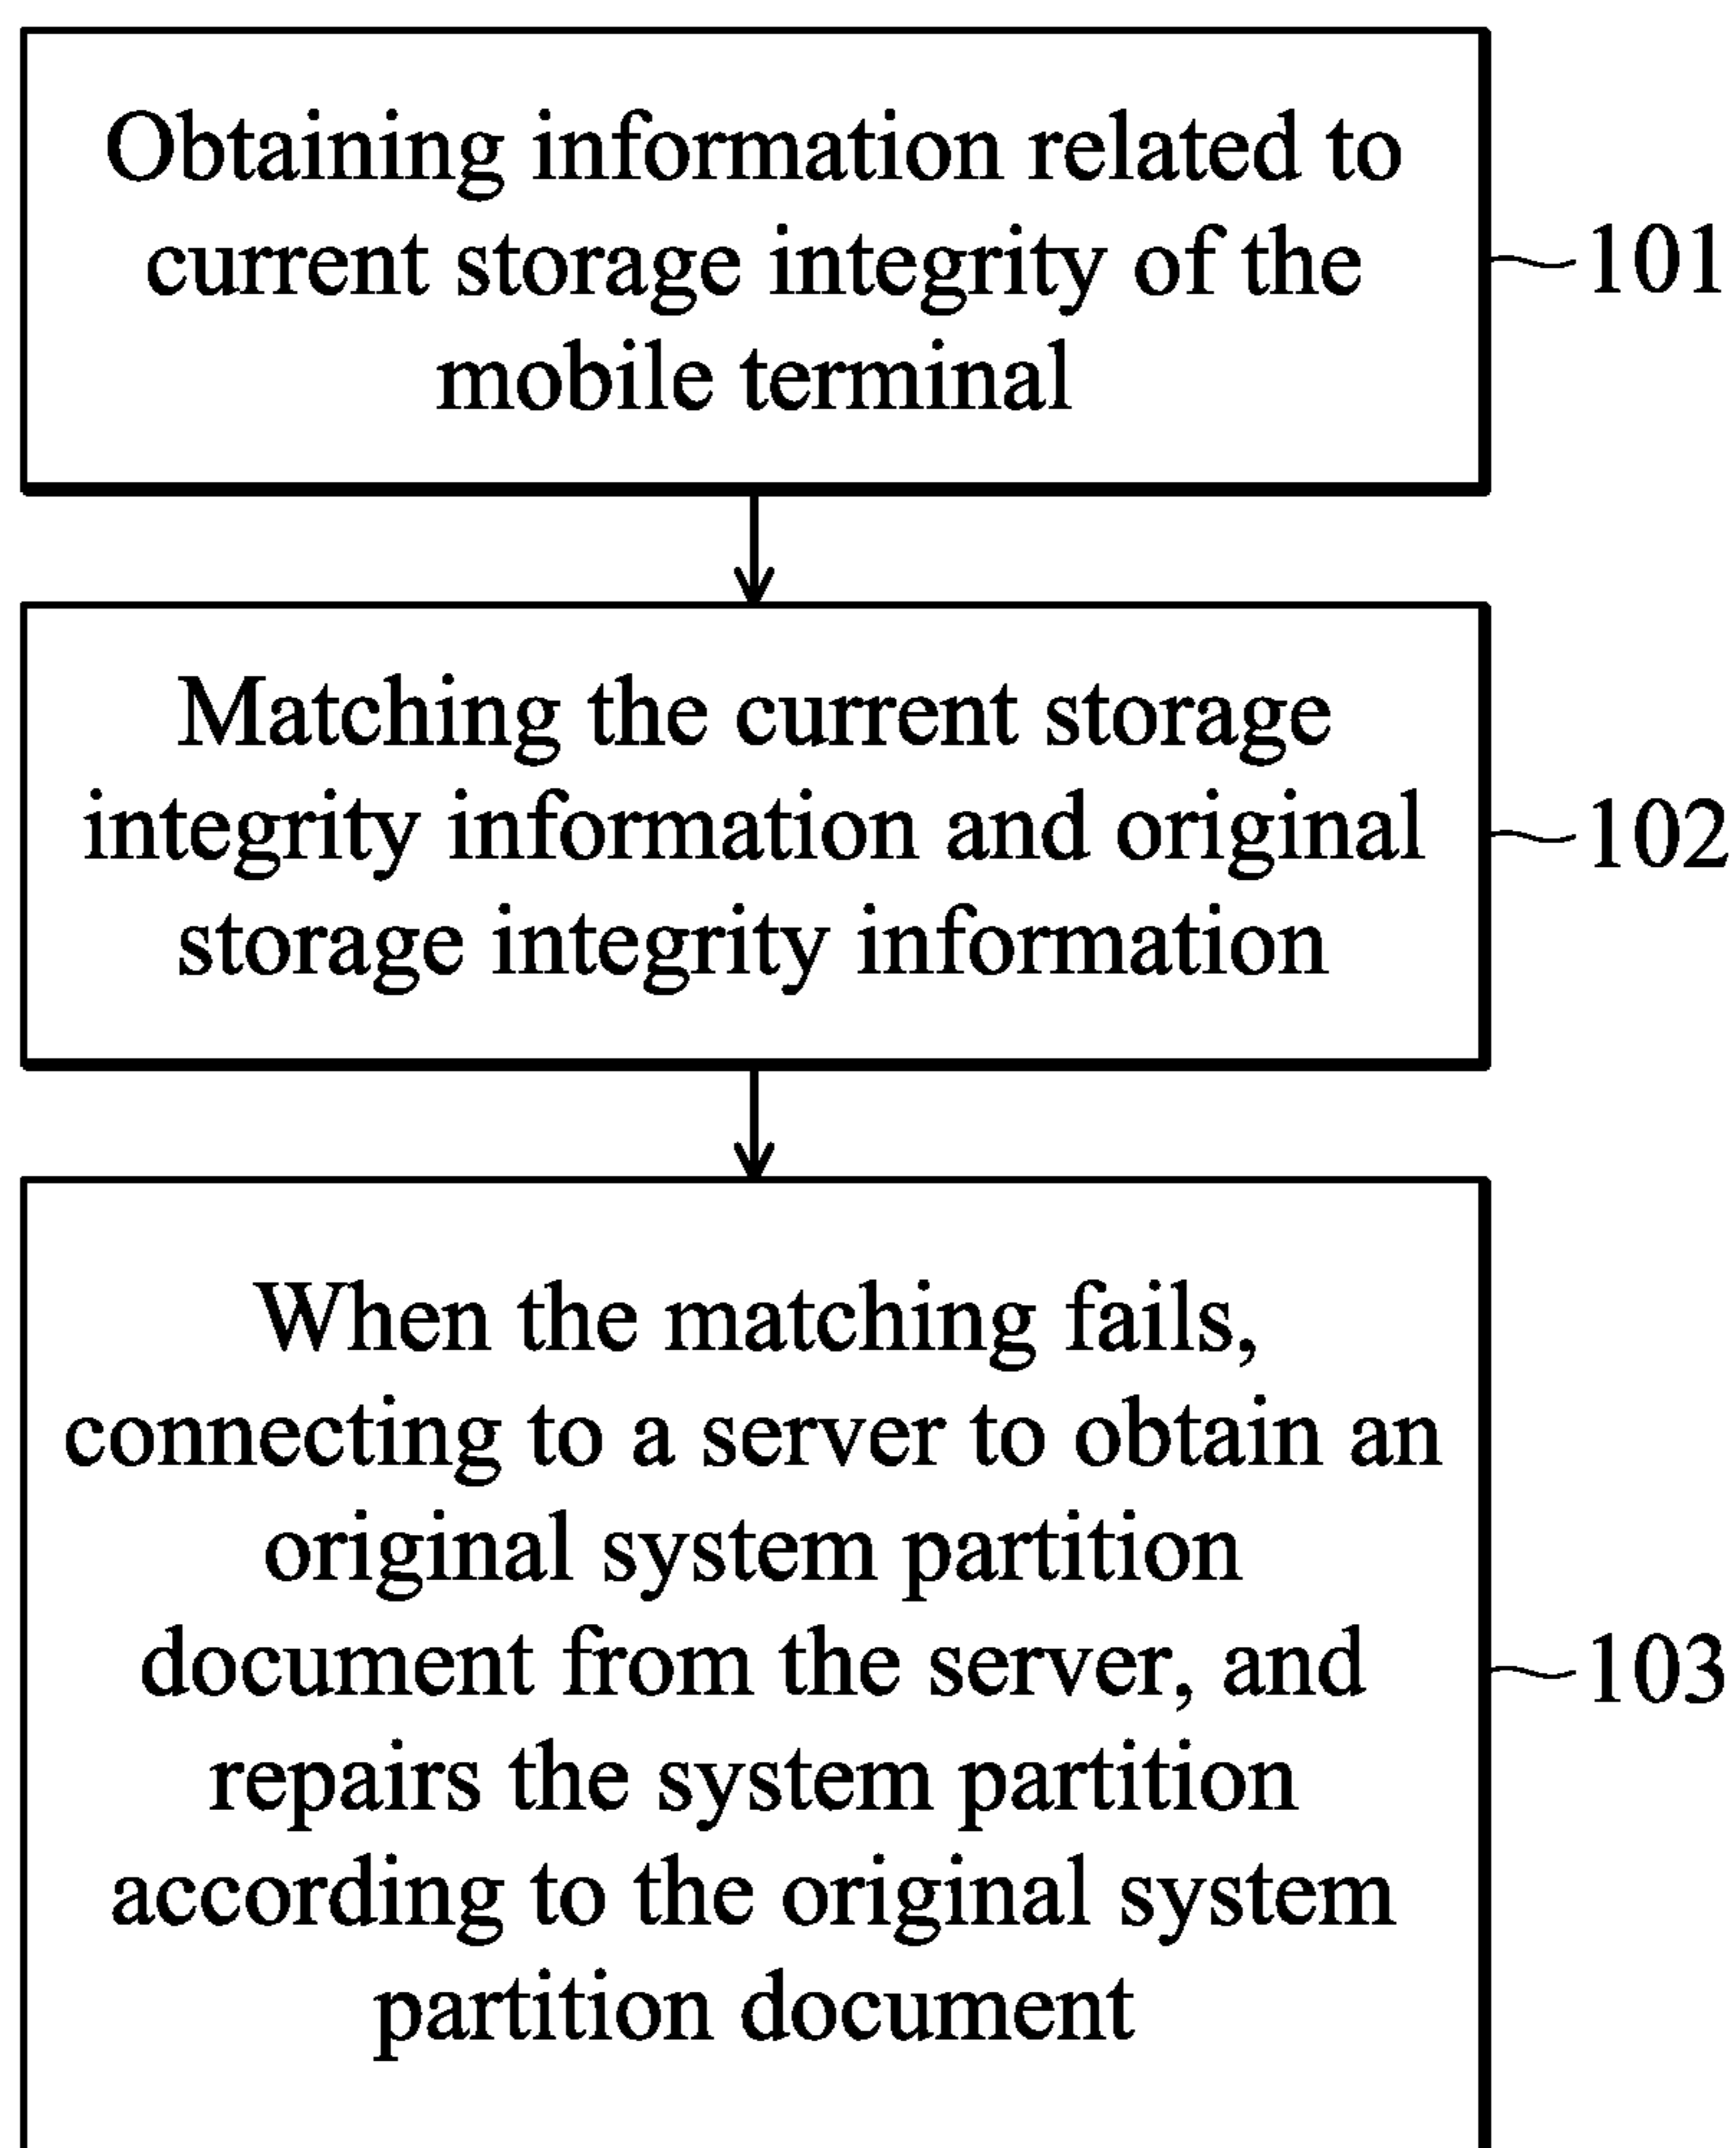 Obtaining information related to
current storage integrity of the
mobile terminal
101
Matching the current storage
integrity information and original
storage integrity information
102
When the matching fails,
connecting to a server to obtain an
original system partition
document from the server, and
repairs the system partition
according to the original system
partition document
103